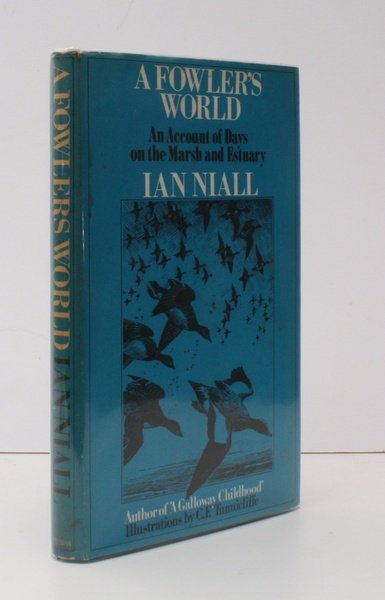 A FOWLER'S
WORLD
An Account of Days
on the Marsh and Estuary
IAN NIALL
Author of 'A Galloway Childhood'
Illustrations by C.F. Tunnicliffe
A FOWLERS WORLD IAN NIALL